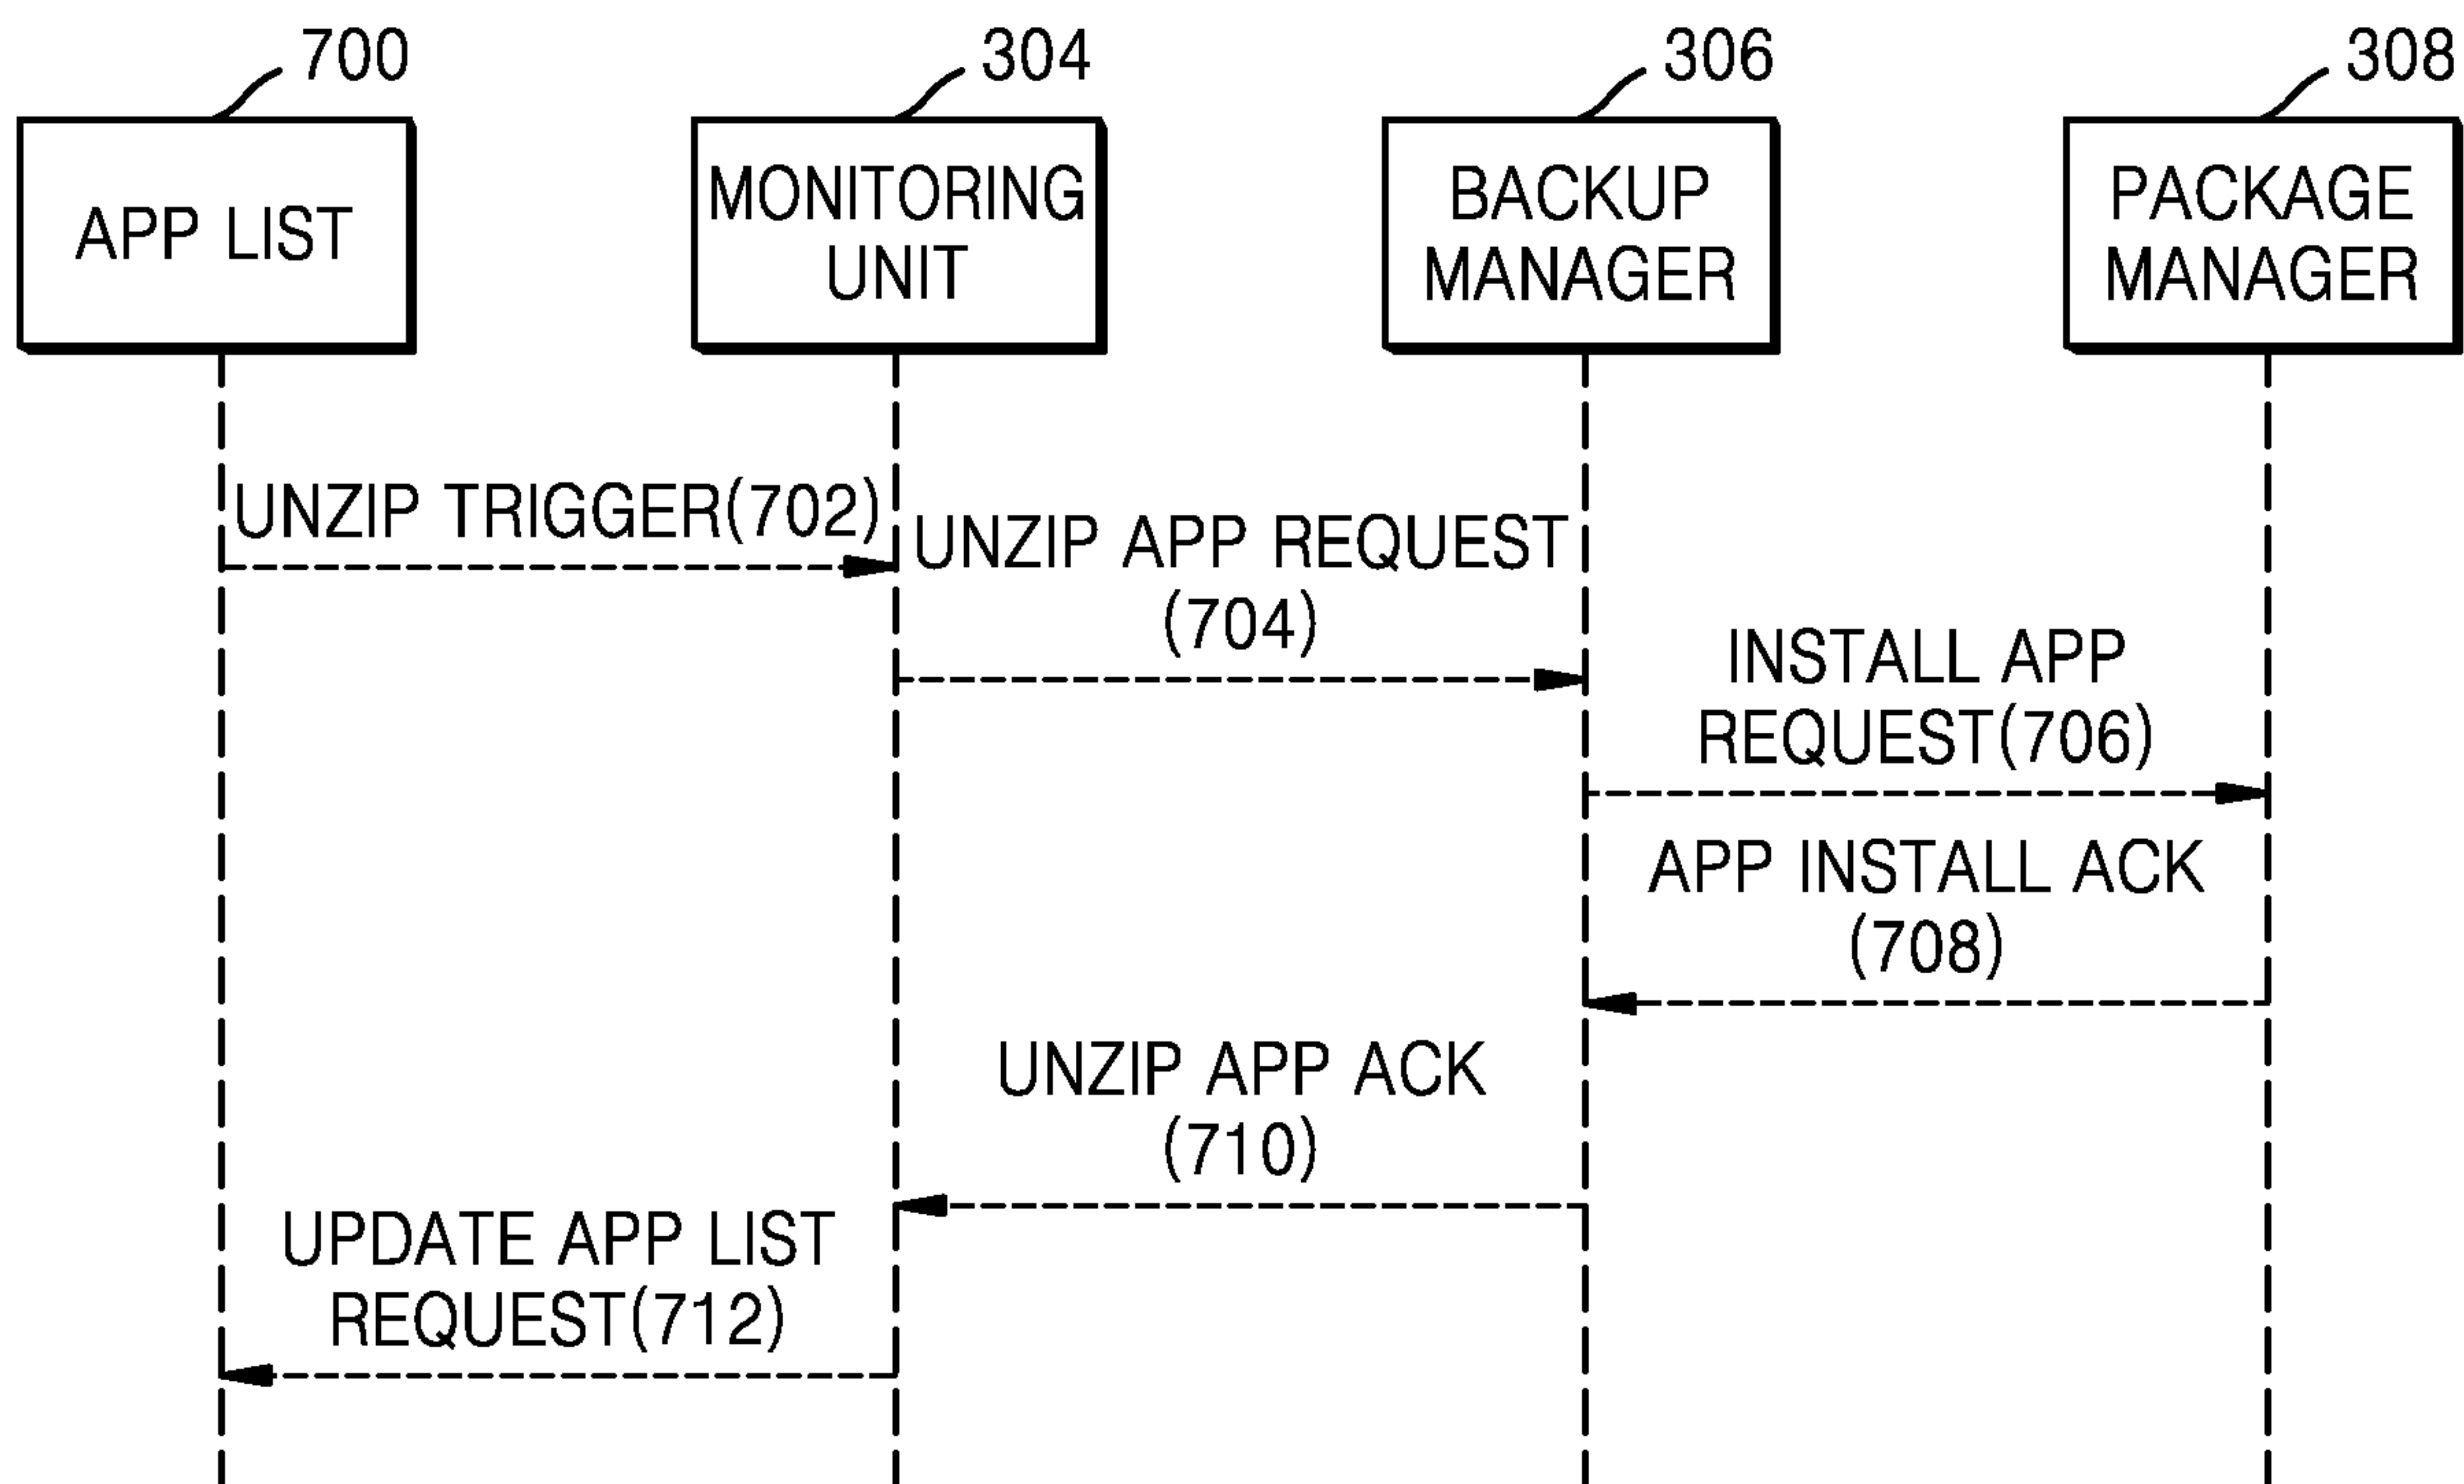 700
304
306
308
APP LIST
MONITORING
UNIT
BACKUP
MANAGER
PACKAGE
MANAGER
UNZIP TRIGGER(702)
UNZIP APP REQUEST
(704)
INSTALL APP
REQUEST(706)
APP INSTALL ACK
(708)
UNZIP APP ACK
(710)
UPDATE APP LIST
REQUEST(712)